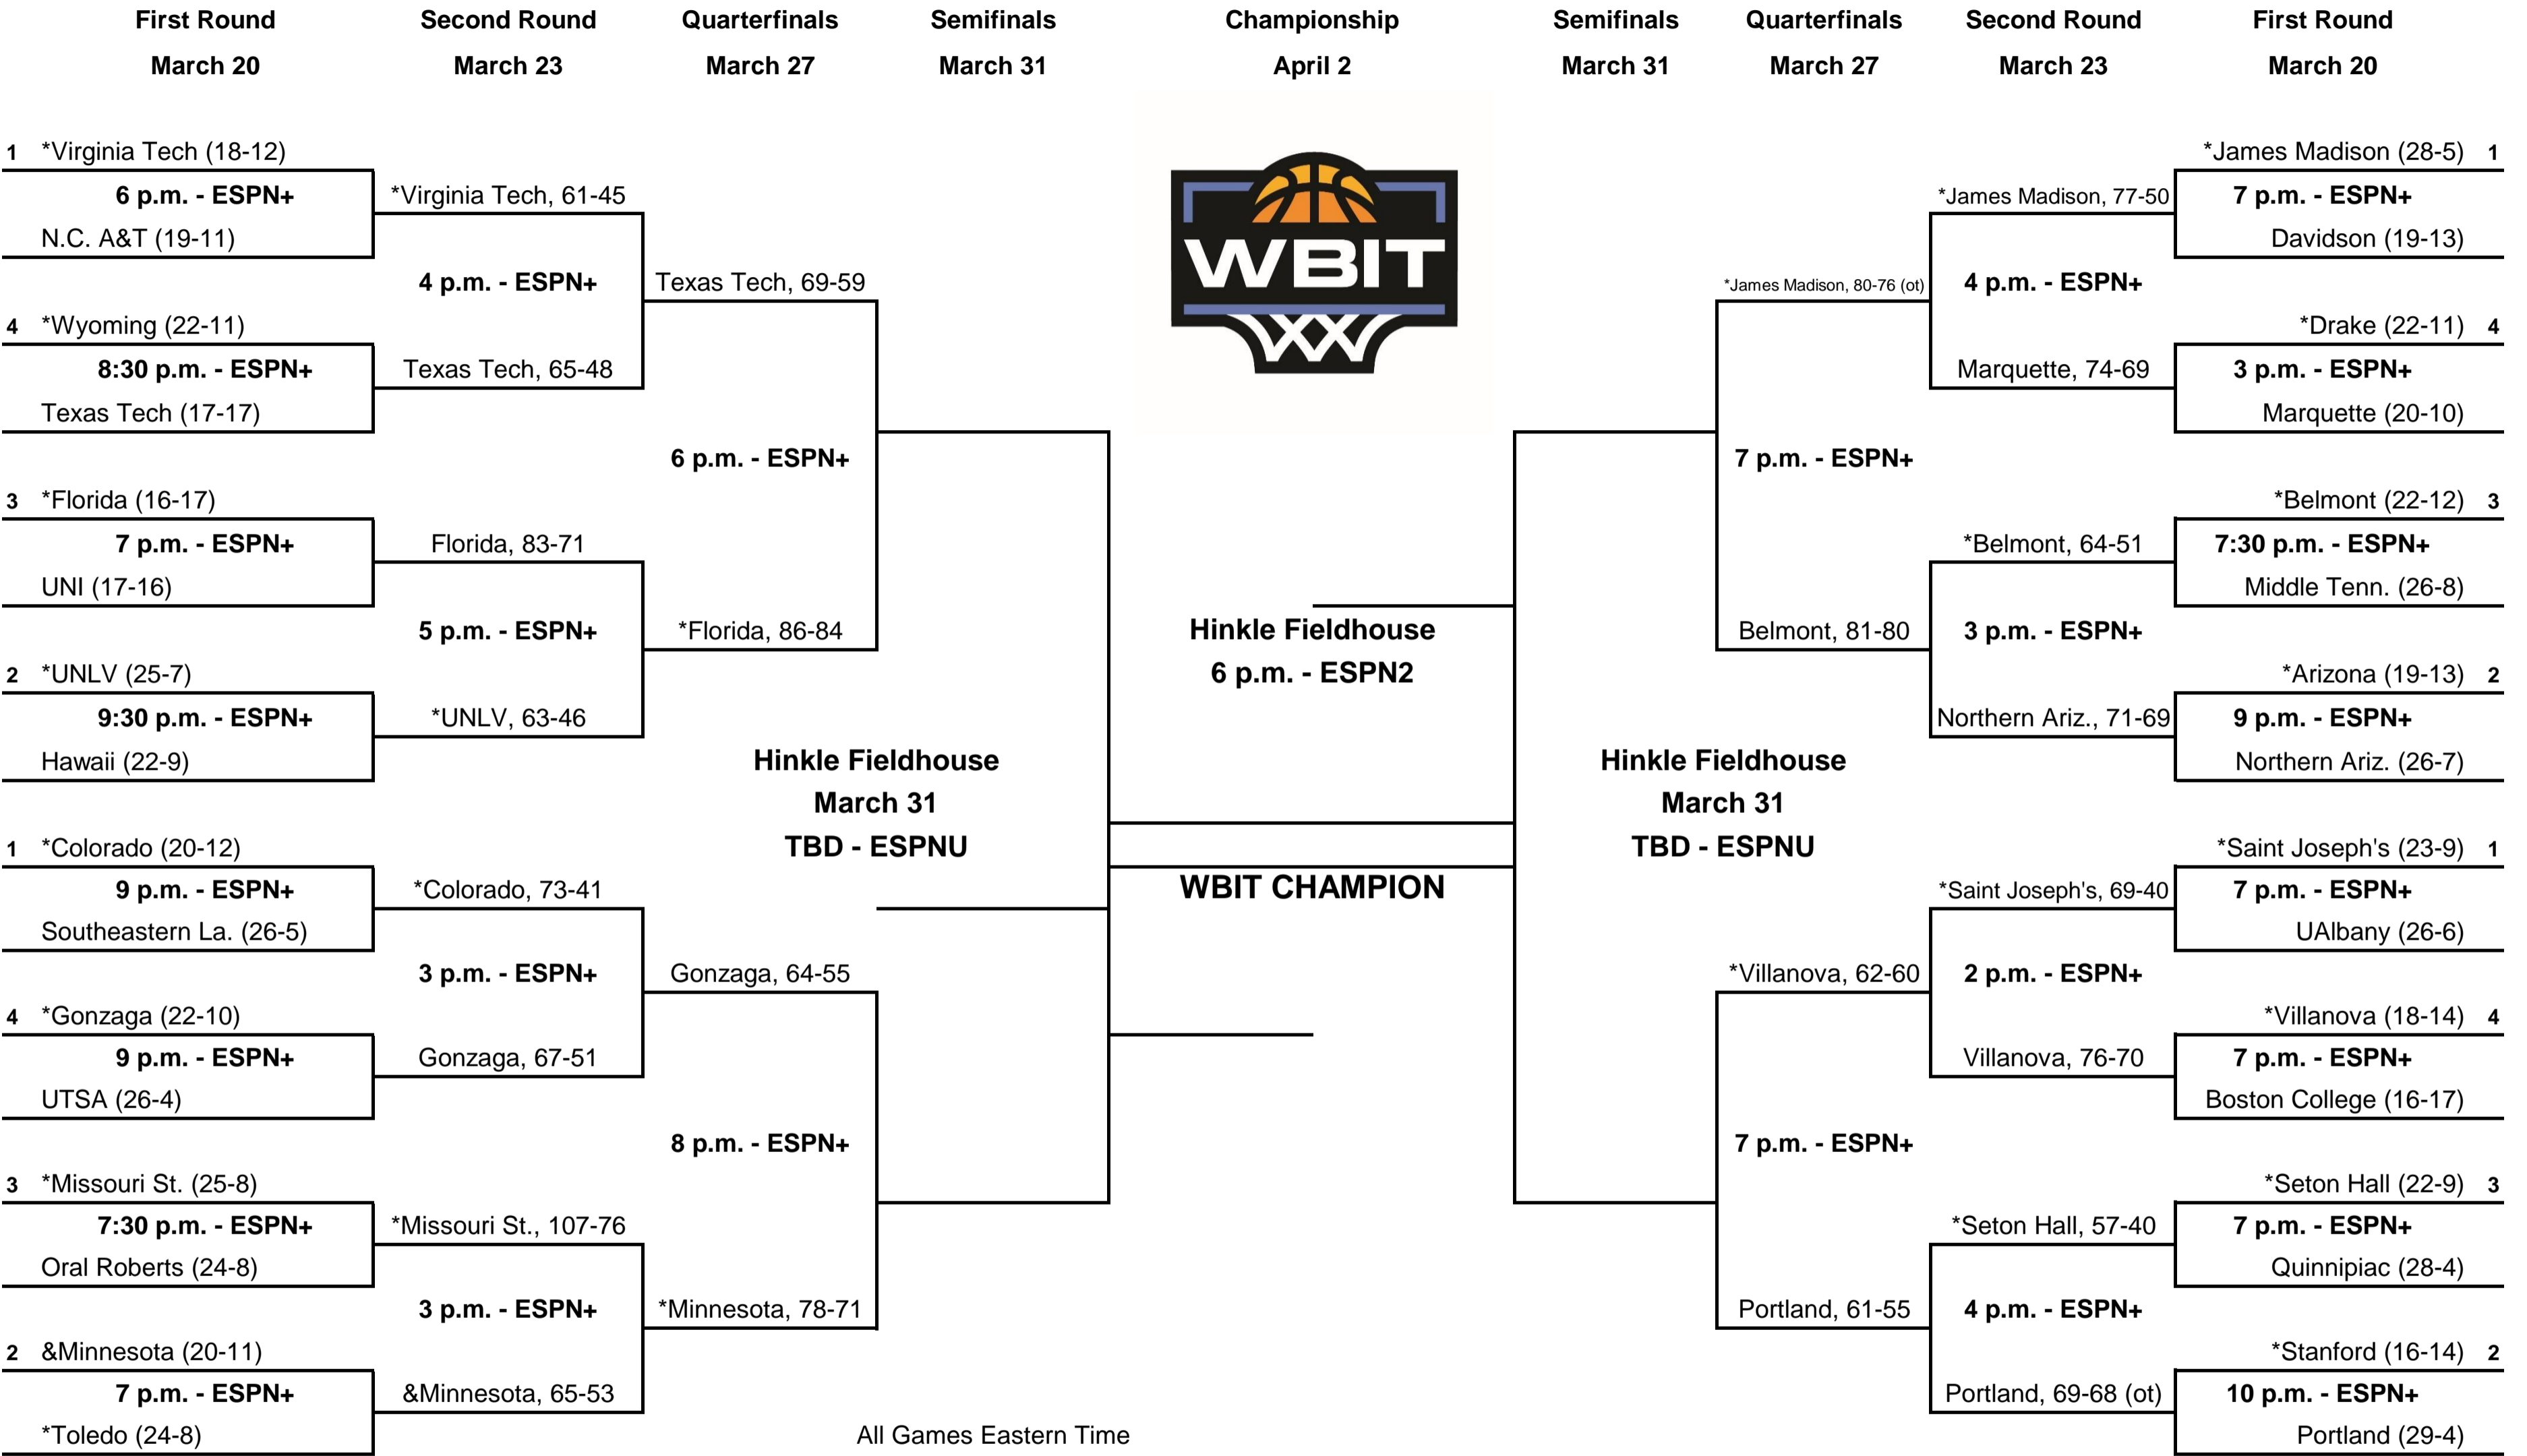 First Round Second Round Quarterfinals Semifinals Championship Semifinals Quarterfinals Second Round First Round
March 20 March 23 March 27 March 31 April 2 March 31 March 27 March 23 March 20
1 *Virginia Tech (18-12)
6 p.m. - ESPN+
N.C. A&T (19-11)
4 *Wyoming (22-11)
8:30 p.m. - ESPN+
Texas Tech (17-17)
3 *Florida (16-17)
7 p.m. - ESPN+
UNI (17-16)
2 *UNLV (25-7)
9:30 p.m. - ESPN+
Hawaii (22-9)
1 *Colorado (20-12)
9 p.m. - ESPN+
Southeastern La. (26-5)
4 *Gonzaga (22-10)
9 p.m. - ESPN+
UTSA (26-4)
3 *Missouri St. (25-8)
7:30 p.m. - ESPN+
Oral Roberts (24-8)
2 &Minnesota (20-11)
7 p.m. - ESPN+
*Toledo (24-8)
*Virginia Tech, 61-45
4 p.m. - ESPN+
Texas Tech, 65-48
Florida, 83-71
5 p.m. - ESPN+
*UNLV, 63-46
*Colorado, 73-41
3 p.m. - ESPN+
Gonzaga, 67-51
*Missouri St., 107-76
3 p.m. - ESPN+
&Minnesota, 65-53
Texas Tech, 69-59
6 p.m. - ESPN+
*Florida, 86-84
Gonzaga, 64-55
8 p.m. - ESPN+
*Minnesota, 78-71
Hinkle Fieldhouse
March 31
TBD - ESPNU
WBIT
Hinkle Fieldhouse
6 p.m. - ESPN2
WBIT CHAMPION
All Games Eastern Time
Hinkle Fieldhouse
March 31
TBD - ESPNU
*James Madison, 80-76 (ot)
7 p.m. - ESPN+
Belmont, 81-80
*Villanova, 62-60
7 p.m. - ESPN+
Portland, 61-55
*James Madison, 77-50
4 p.m. - ESPN+
Marquette, 74-69
*Belmont, 64-51
3 p.m. - ESPN+
Northern Ariz., 71-69
*Saint Joseph's, 69-40
2 p.m. - ESPN+
Villanova, 76-70
*Seton Hall, 57-40
4 p.m. - ESPN+
Portland, 69-68 (ot)
*James Madison (28-5) 1
7 p.m. - ESPN+
Davidson (19-13)
*Drake (22-11) 4
3 p.m. - ESPN+
Marquette (20-10)
*Belmont (22-12) 3
7:30 p.m. - ESPN+
Middle Tenn. (26-8)
*Arizona (19-13) 2
9 p.m. - ESPN+
Northern Ariz. (26-7)
*Saint Joseph's (23-9) 1
7 p.m. - ESPN+
UAlbany (26-6)
*Villanova (18-14) 4
7 p.m. - ESPN+
Boston College (16-17)
*Seton Hall (22-9) 3
7 p.m. - ESPN+
Quinnipiac (28-4)
*Stanford (16-14) 2
10 p.m. - ESPN+
Portland (29-4)